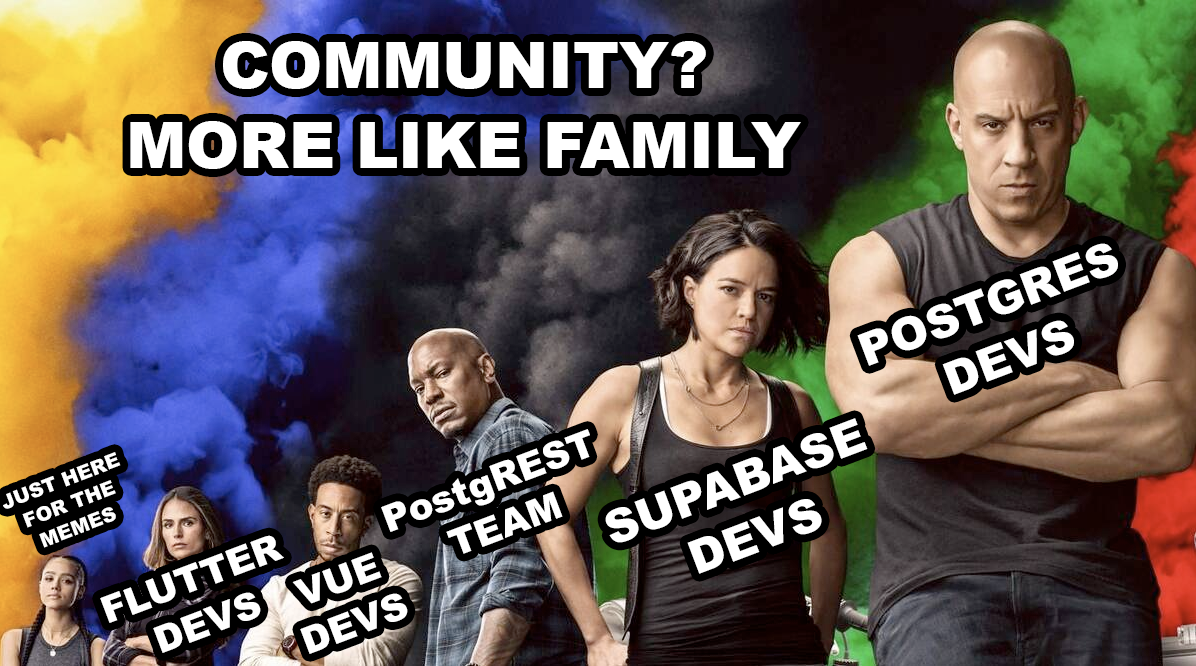 COMMUNITY?
MORE LIKE FAMILY
JUST HERE
FOR THE
MEMES
FLUTTER
DEVS
VUE
DEVS
PostgREST
TEAM
SUPABASE
DEVS
POSTGRES
DEVS